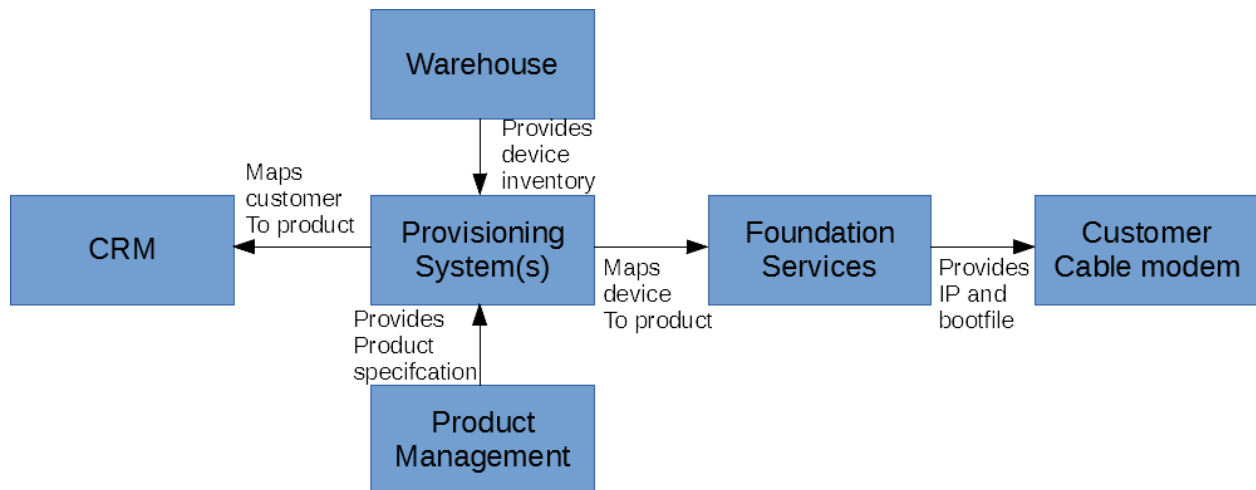 Warehouse
Provides
device
inventory
Maps
customer
To product
CRM
Provisioning
System(s)
Foundation
Services
Customer
Cable modem
Maps
device
To product
Provides
IP and
bootfile
Provides
Product
specifcation
Product
Management